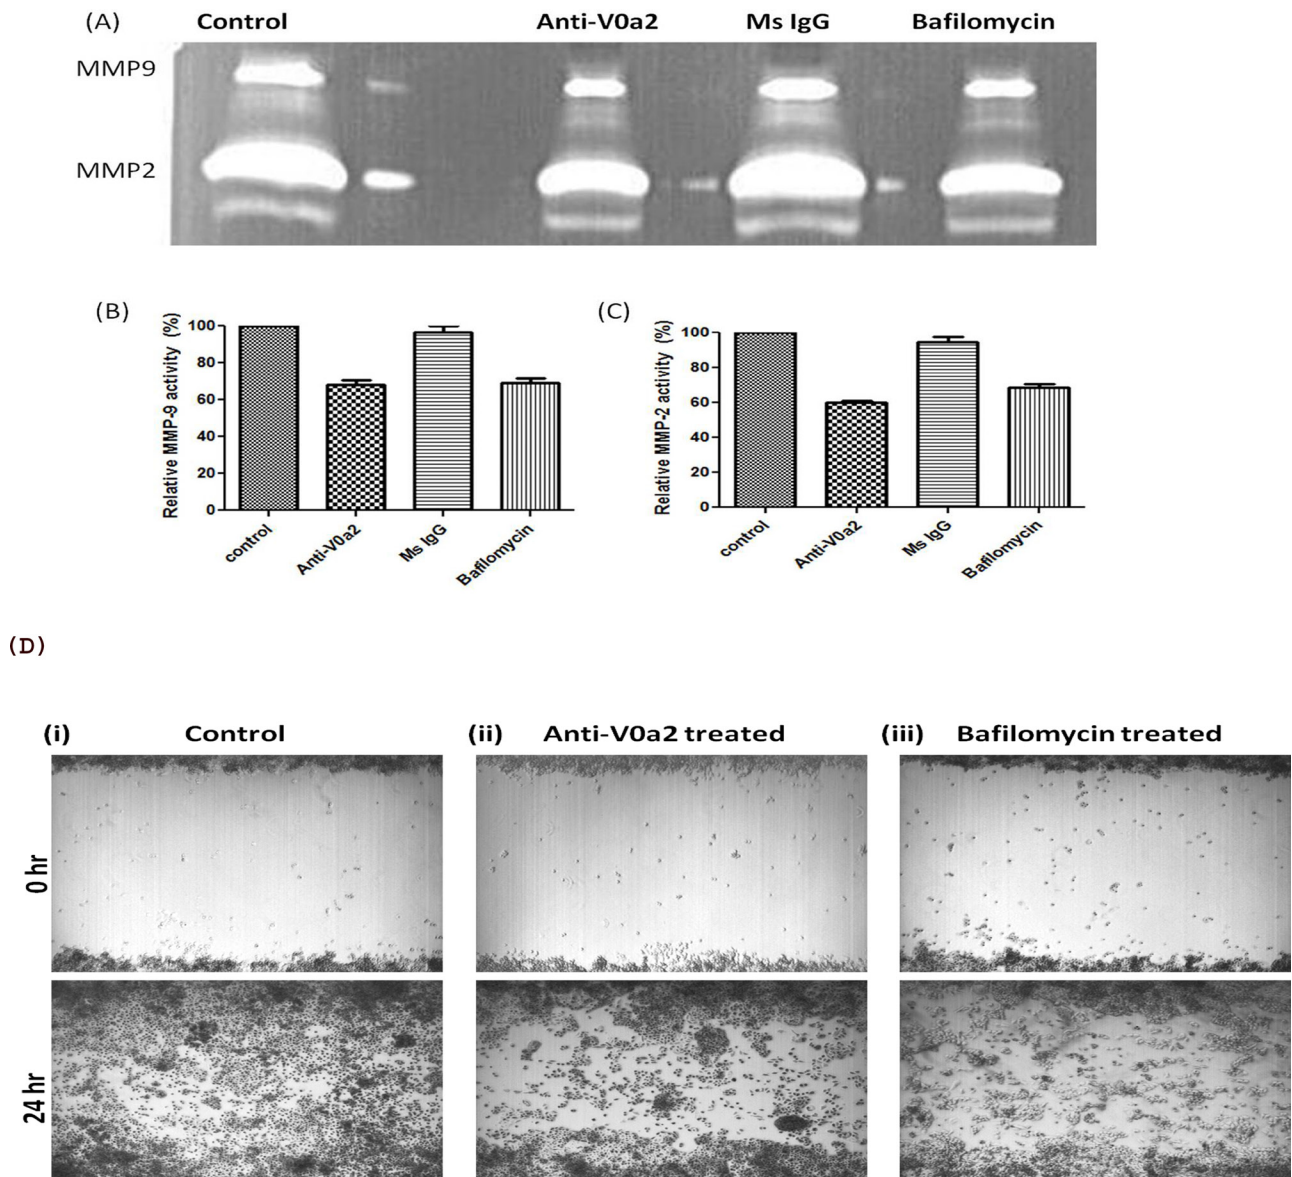 (A) Control Anti-V0a2 Ms IgG Bafilomycin
MMP9
MMP2
(B)
Relative MMP-9 activity (%)
100
80
60
40
20
0
control Anti-V0a2 Ms IgG Bafilomycin
(C)
Relative MMP-2 activity (%)
100
80
60
40
20
0
control Anti-V0a2 Ms IgG Bafilomycin
(D)
(i) Control (ii) Anti-V0a2 treated (iii) Bafilomycin treated
0 hr
24 hr